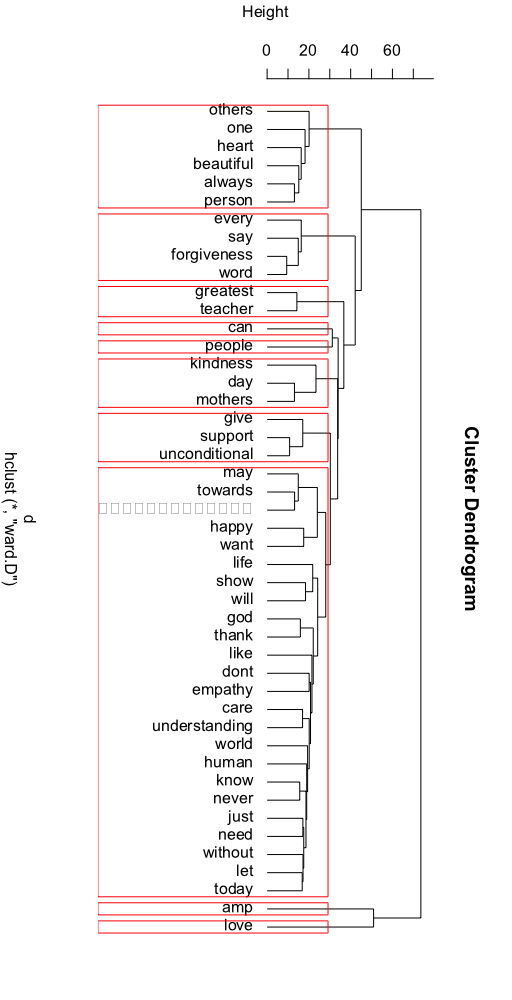 Height
0 20 40 60
others
one
heart
beautiful
always
person
every
say
forgiveness
word
greatest
teacher
can
people
kindness
day
mothers
give
support
unconditional
may
towards
happy
want
life
show
will
god
thank
like
dont
empathy
care
understanding
world
human
know
never
just
need
without
let
today
amp
love
Cluster Dendrogram
d
hclust (*, "ward.D")